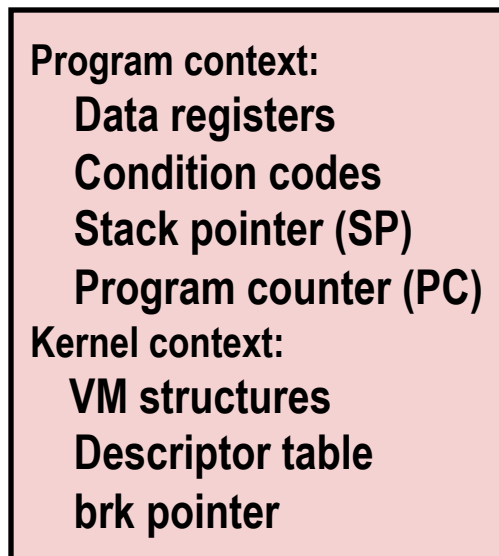 Program context:
Data registers
Condition codes
Stack pointer (SP)
Program counter (PC)
Kernel context:
VM structures
Descriptor table
brk pointer